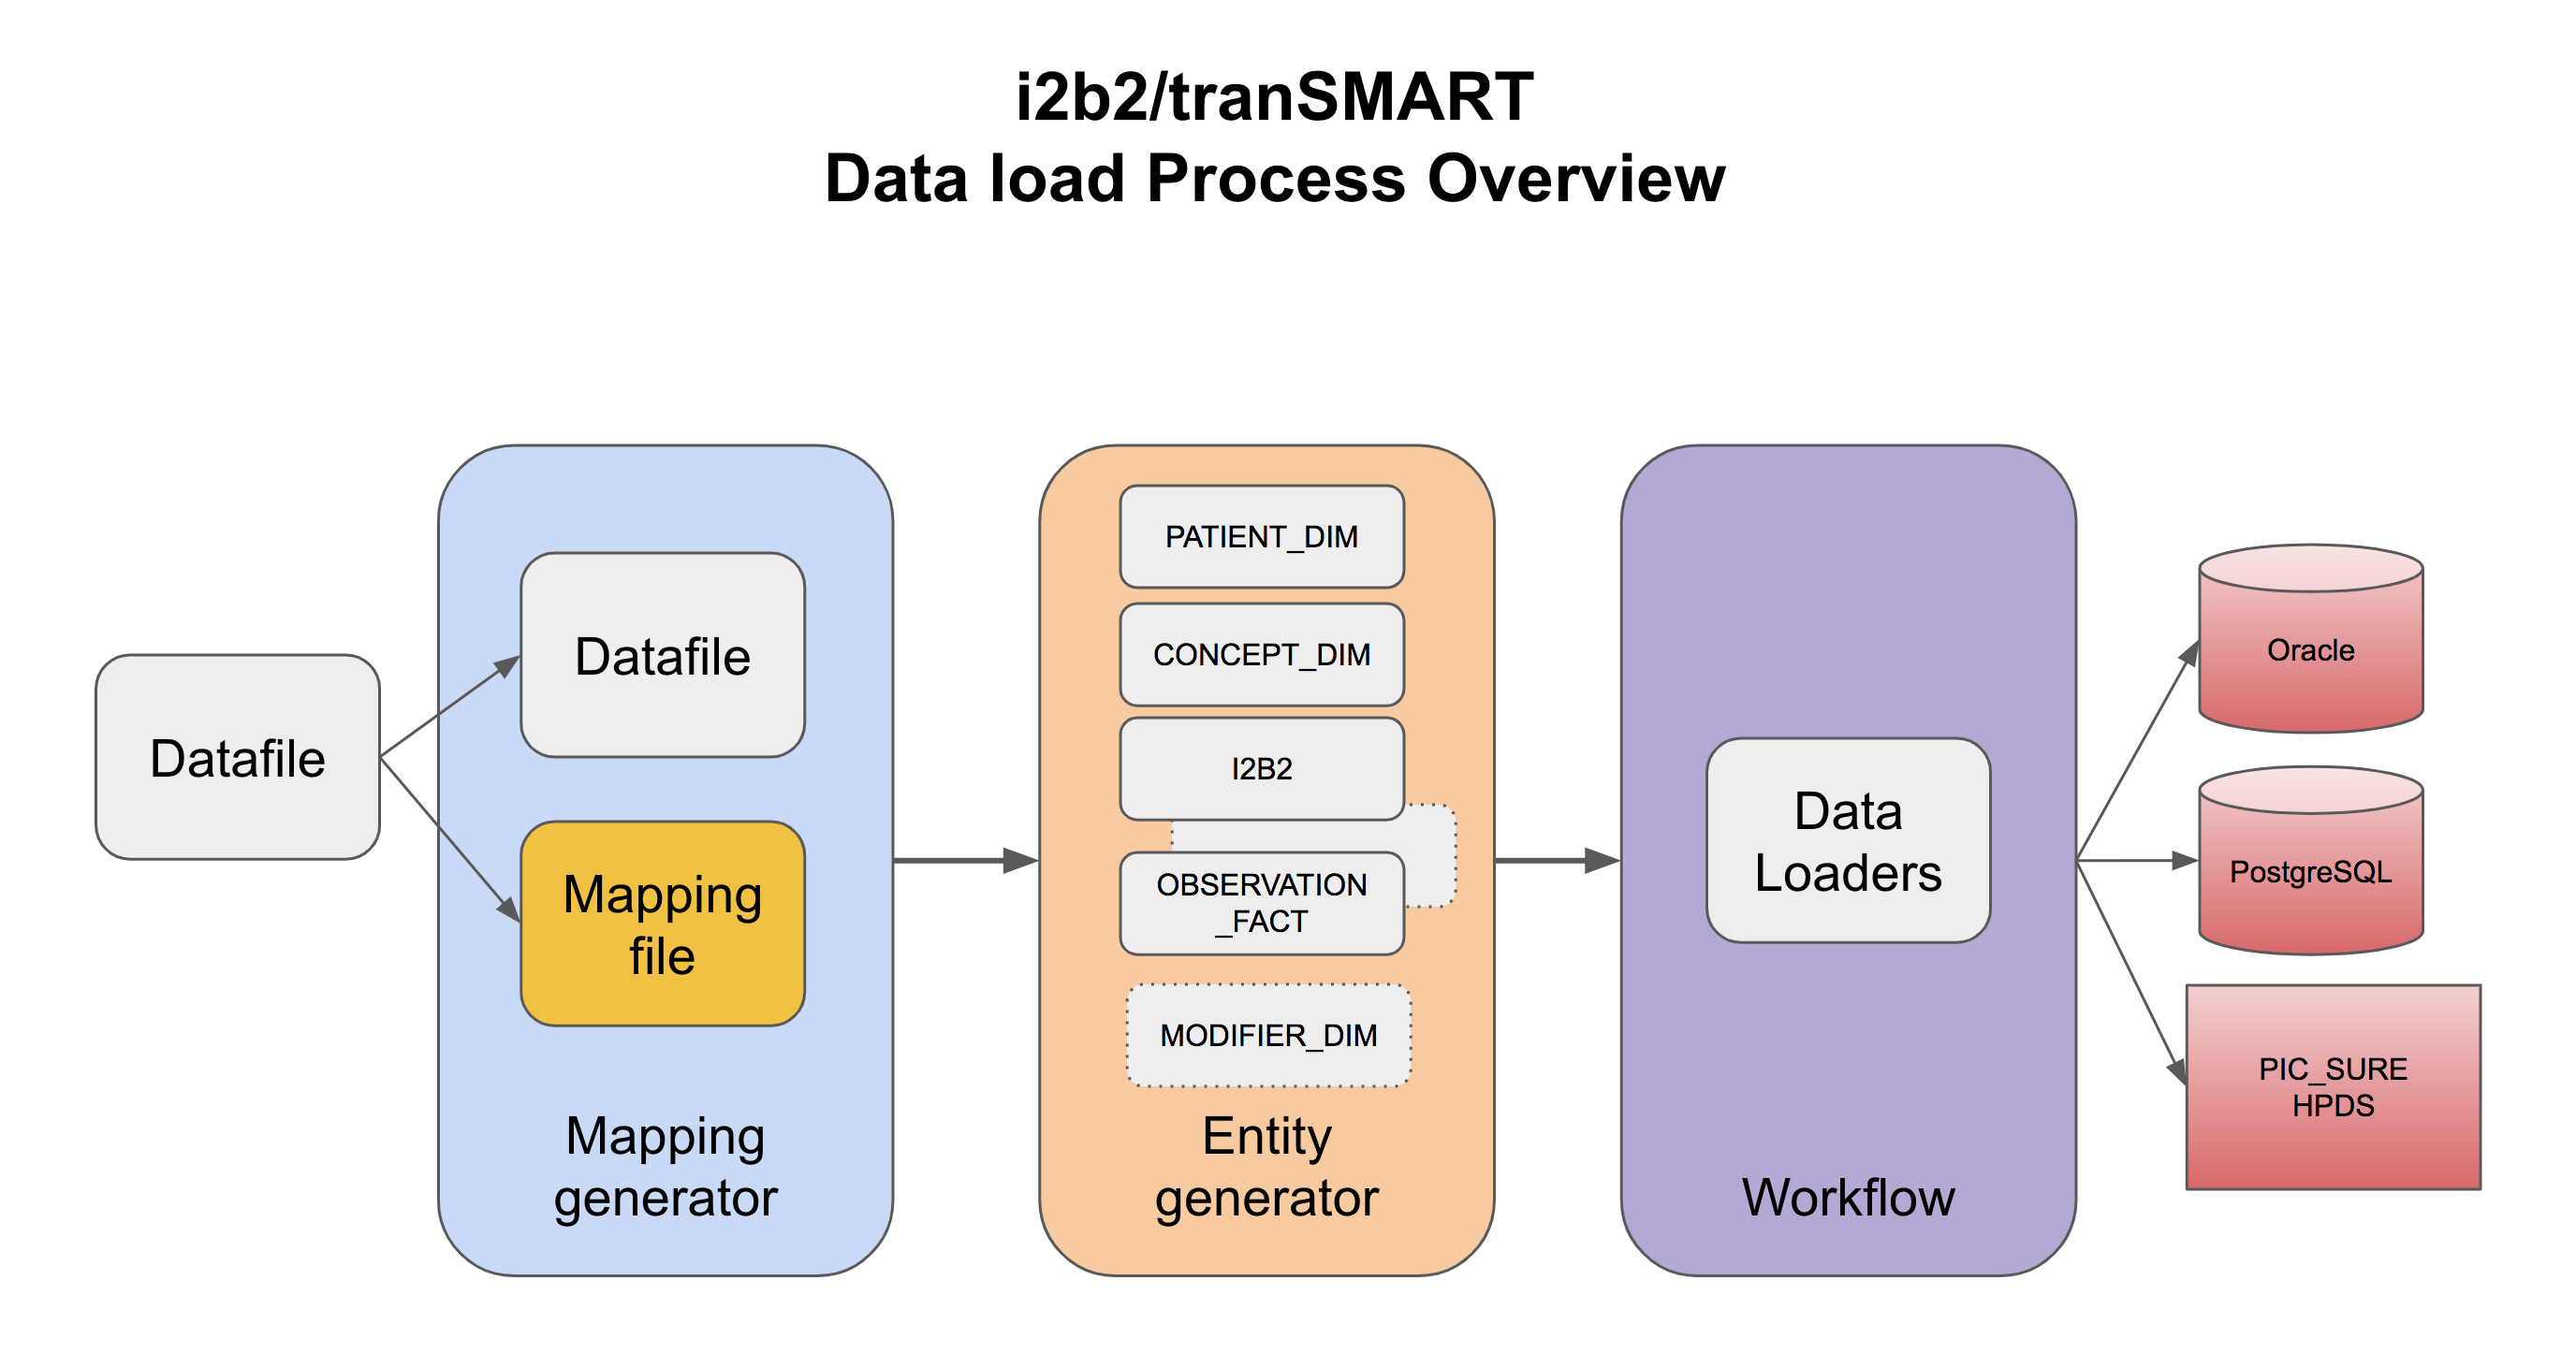 i2b2/tranSMART
Data load Process Overview
Datafile
Datafile
Mapping
file
Mapping
generator
PATIENT_DIM
CONCEPT_DIM
I2B2
OBSERVATION
_FACT
MODIFIER_DIM
Entity
generator
Data
Loaders
Workflow
Oracle
PostgreSQL
PIC_SURE
HPDS